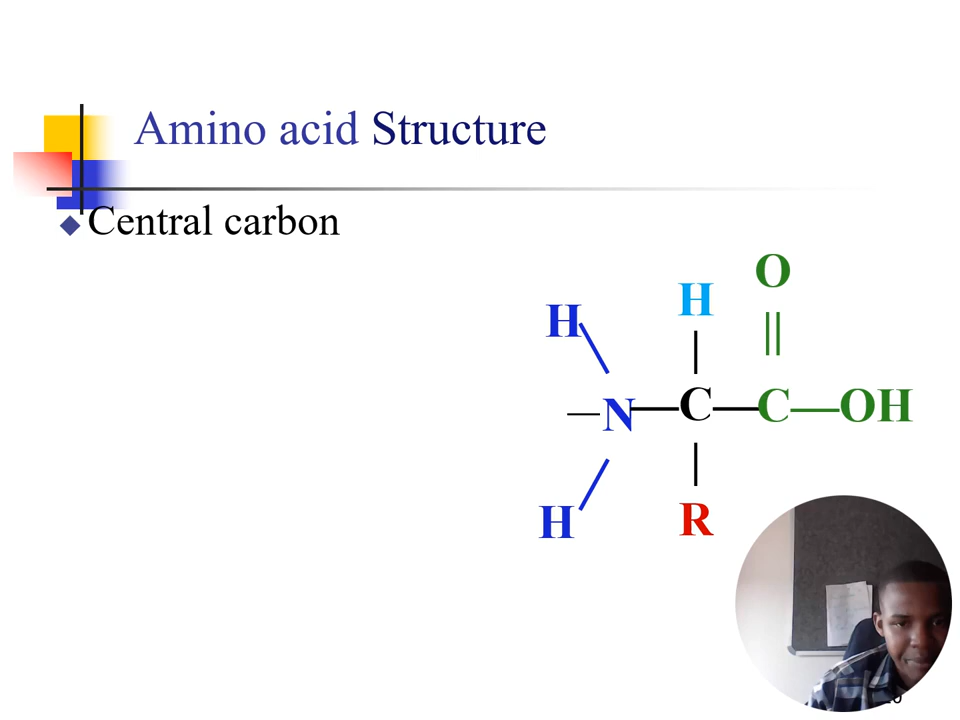 Amino acid Structure
Central carbon
O
H
H
N—C—C—OH
H
R